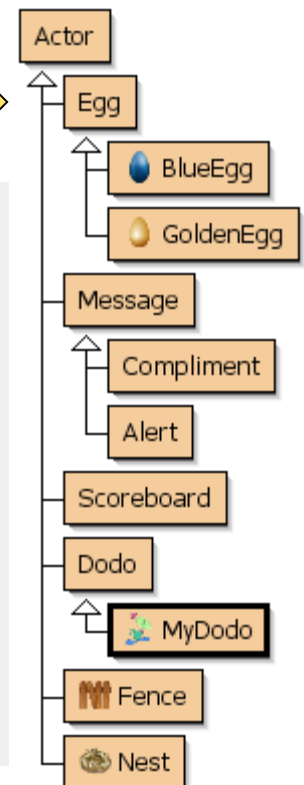 Actor
Egg
BlueEgg
GoldenEgg
Message
Compliment
Alert
Scoreboard
Dodo
MyDodo
Fence
Nest